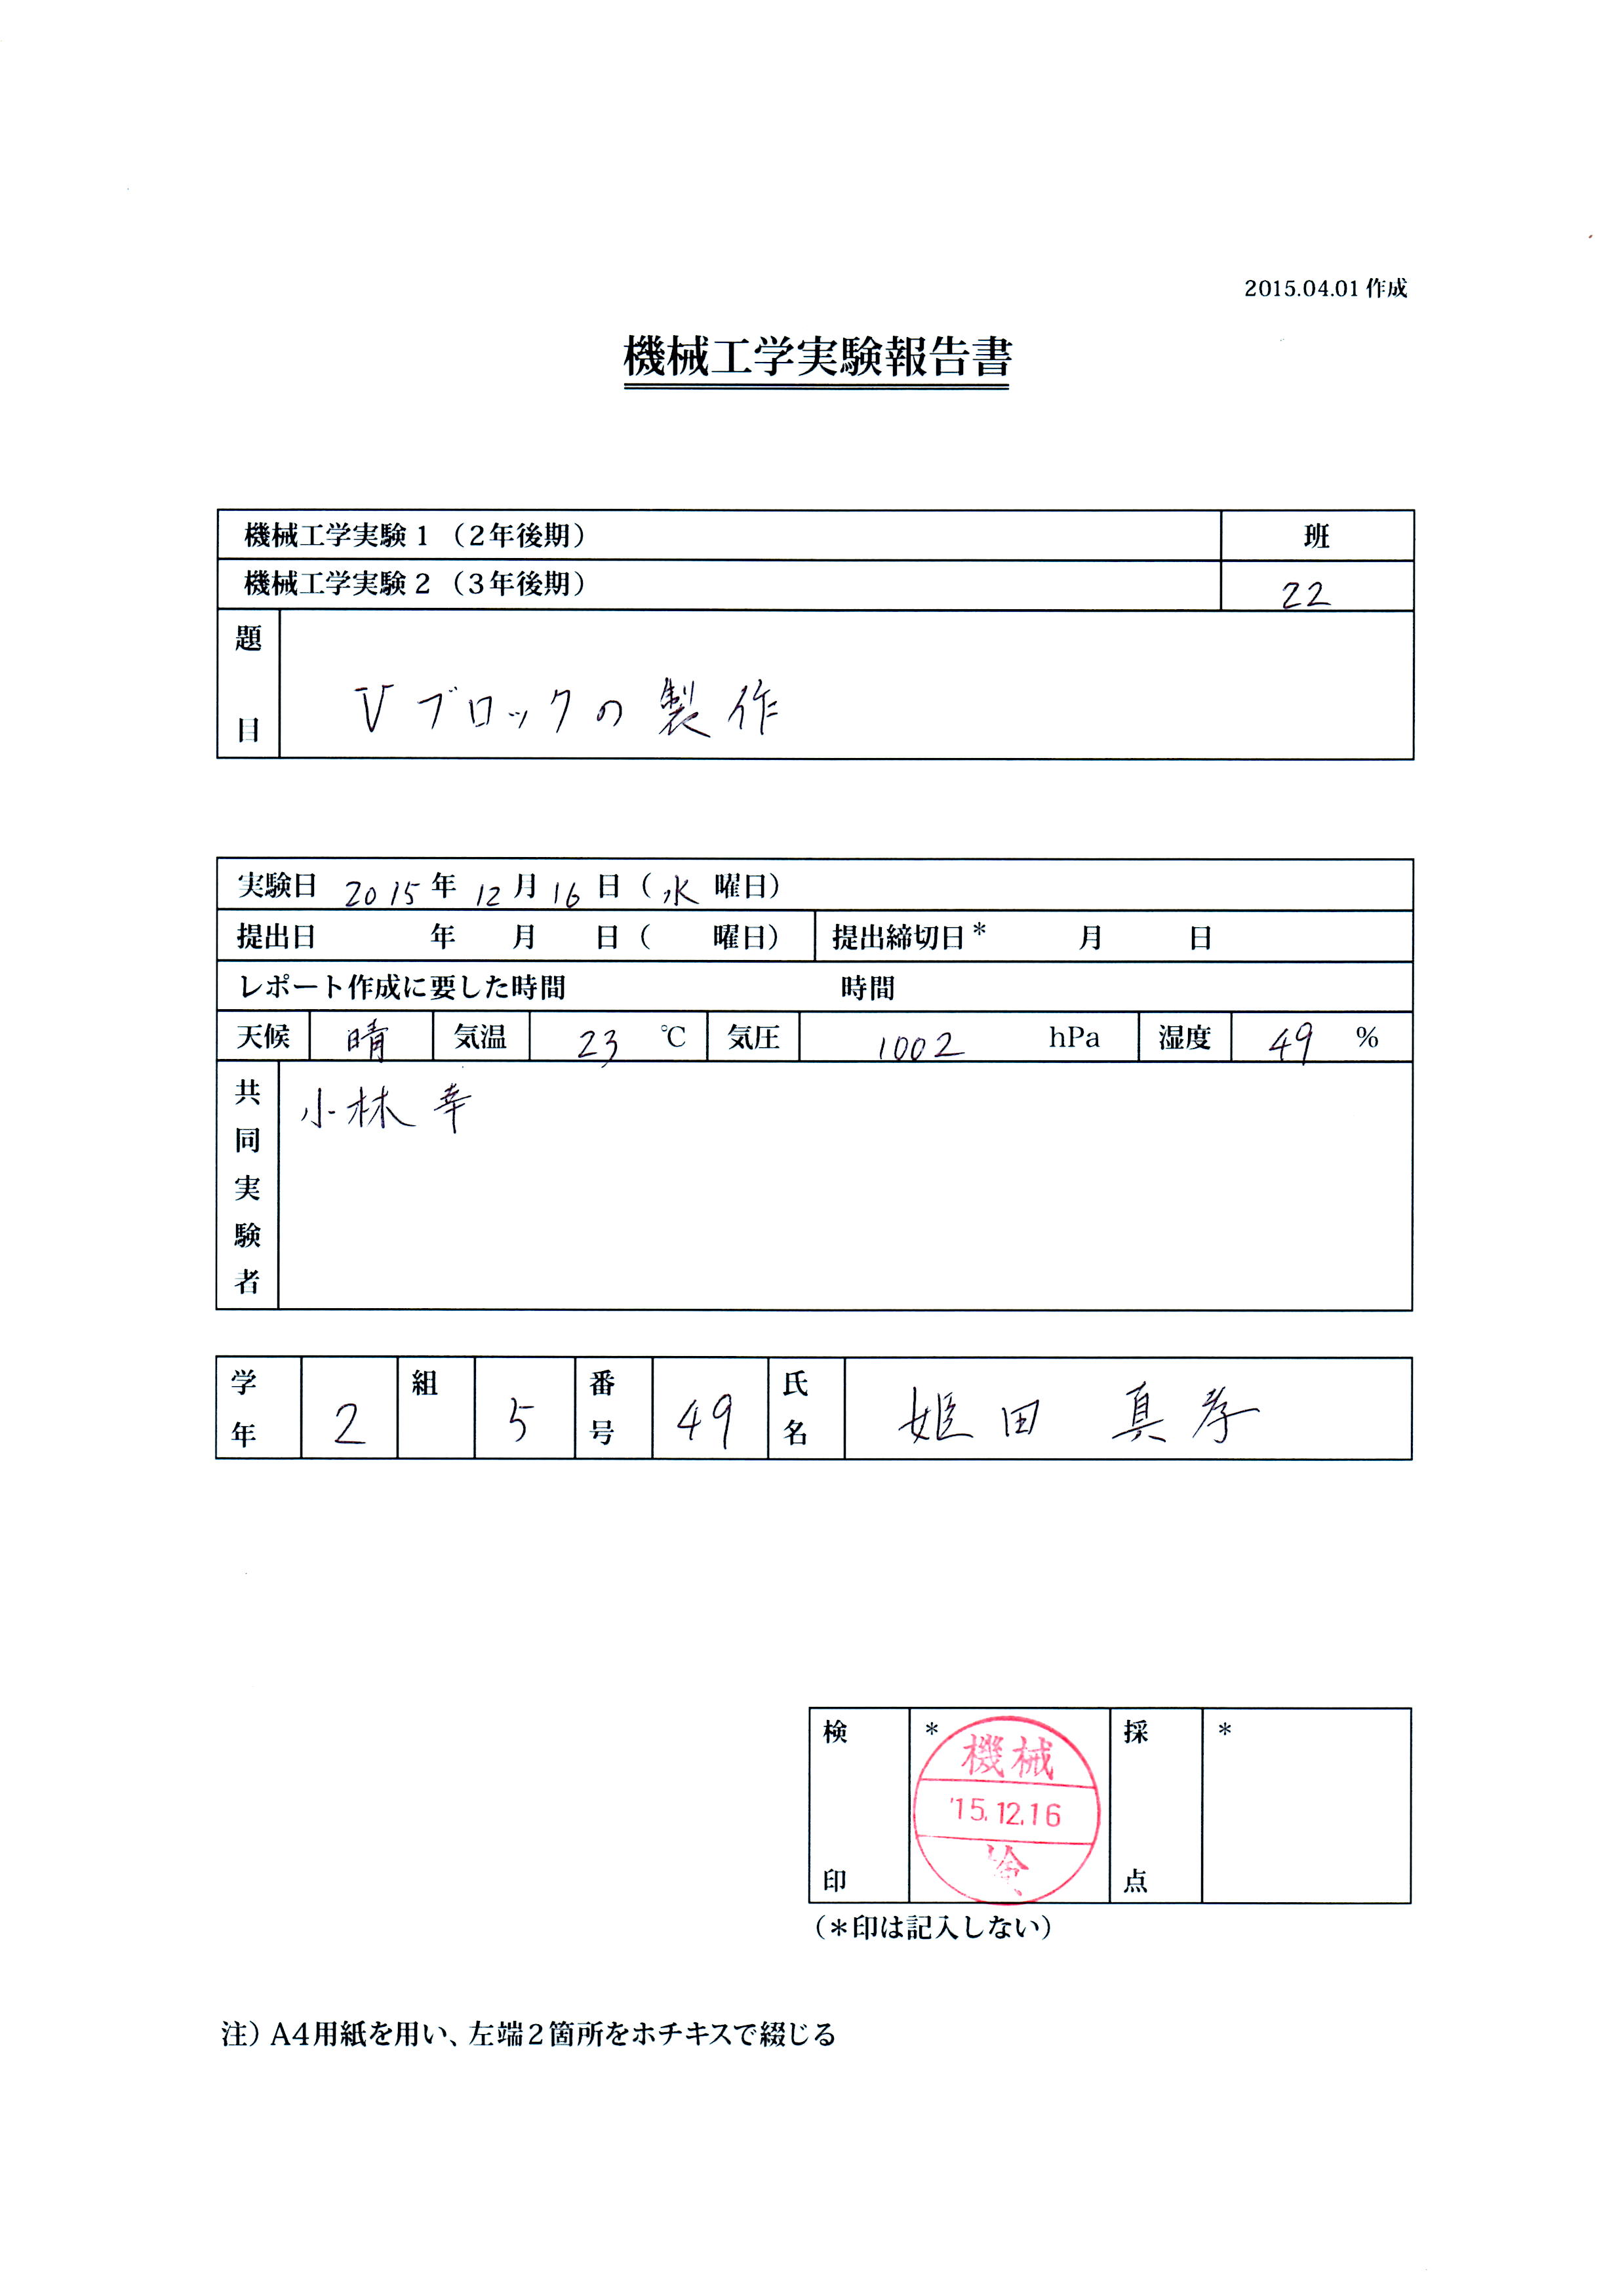 2015.04.01 作成
機械工学実験報告書
機械工学実験 1 （2年後期） 班
機械工学実験 2 （3年後期） 22
題目 Vブロックの製作
実験日 2015 年 12 月 16 日（水 曜日）
提出日 年 月 日（ 曜日） 提出締切日* 月 日
レポート作成に要した時間 時間
天候 晴 気温 23 ℃ 気圧 1002 hPa 湿度 49 %
共同実験者 小林 幸
学年 2 組 5 番号 49 氏名 姫田 真孝
検印 * 採点 *
機械
'15.12.16
（*印は記入しない）
注）A4用紙を用い、左端2箇所をホチキスで綴じる